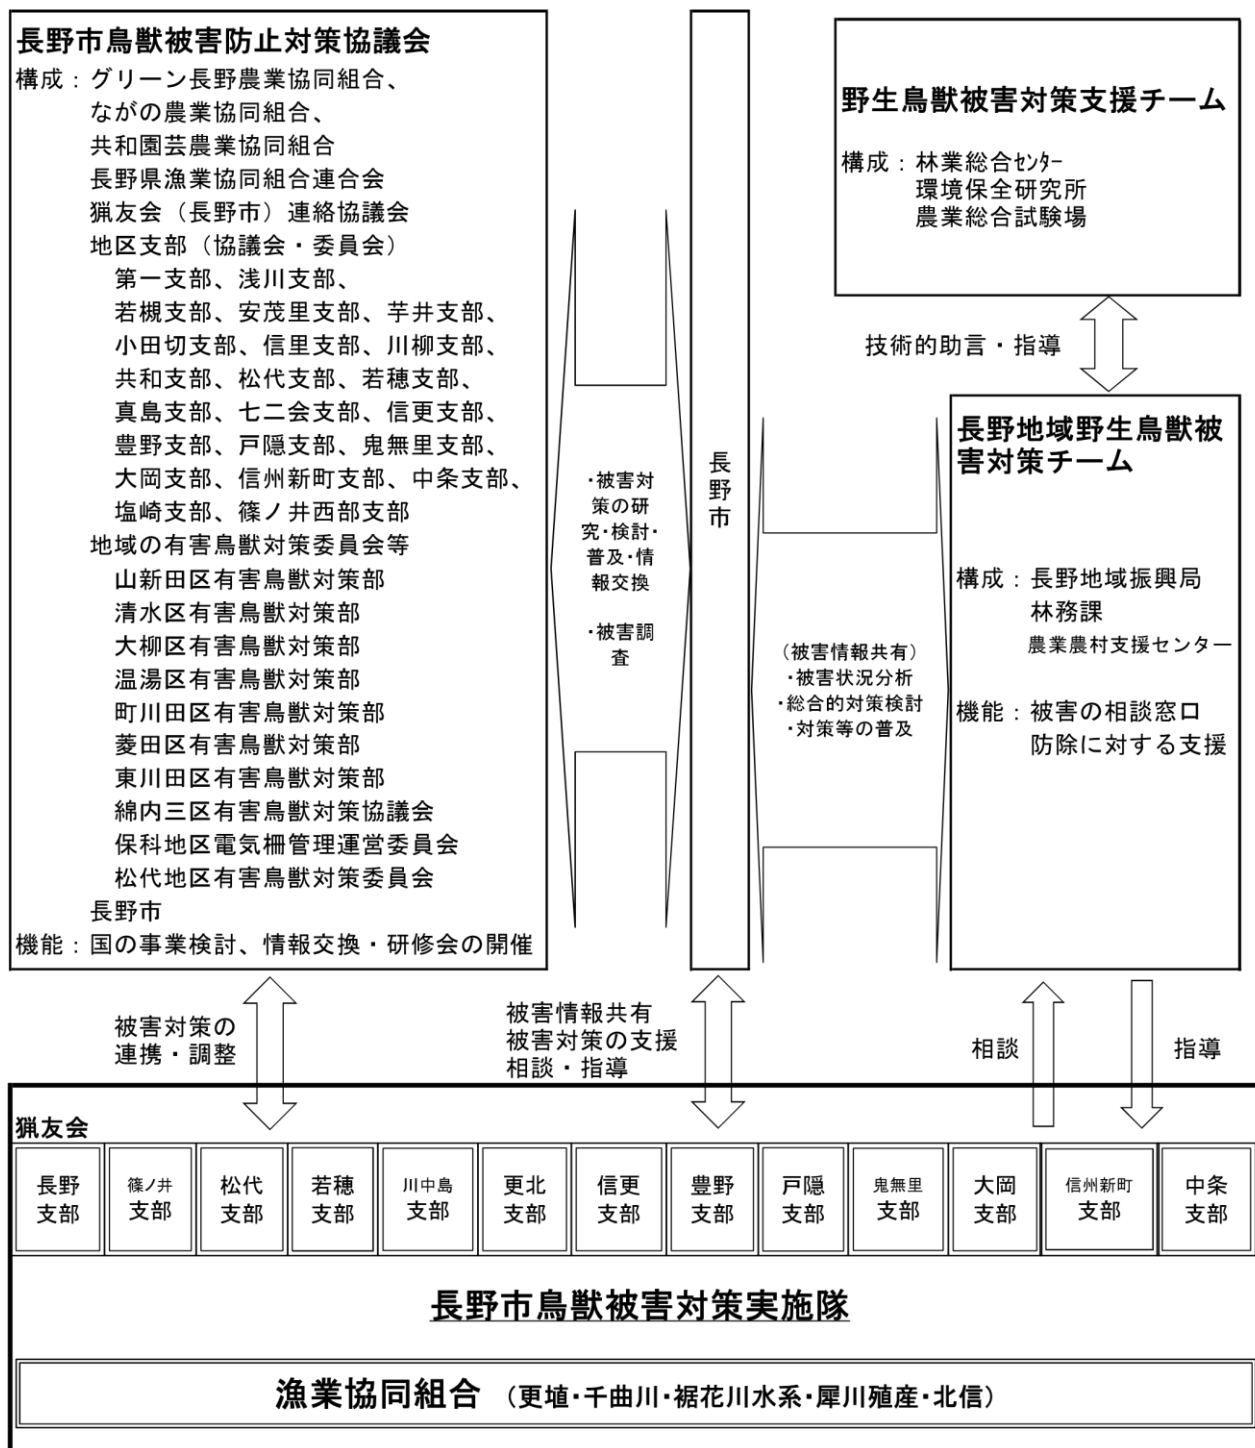 長野市鳥獣被害防止対策協議会
構成：グリーン長野農業協同組合、
ながの農業協同組合、
共和園芸農業協同組合
長野県漁業協同組合連合会
猟友会（長野市）連絡協議会
地区支部（協議会・委員会）
第一支部、浅川支部、
若槻支部、安茂里支部、芋井支部、
小田切支部、信里支部、川柳支部、
共和支部、松代支部、若穂支部、
真島支部、七二会支部、信更支部、
豊野支部、戸隠支部、鬼無里支部、
大岡支部、信州新町支部、中条支部、
塩崎支部、篠ノ井西部支部
地域の有害鳥獣対策委員会等
山新田区有害鳥獣対策部
清水区有害鳥獣対策部
大柳区有害鳥獣対策部
温湯区有害鳥獣対策部
町川田区有害鳥獣対策部
菱田区有害鳥獣対策部
東川田区有害鳥獣対策部
綿内三区有害鳥獣対策協議会
保科地区電気柵管理運営委員会
松代地区有害鳥獣対策委員会
長野市
機能：国の事業検討、情報交換・研修会の開催
・被害対
策の研
究・検討・
普及・情
報交換
・被害調
査
長野市
野生鳥獣被害対策支援チーム
構成：林業総合ｾﾝﾀｰ
環境保全研究所
農業総合試験場
技術的助言・指導
（被害情報共有）
・被害状況分析
・総合的対策検討
・対策等の普及
長野地域野生鳥獣被
害対策チーム
構成：長野地域振興局
林務課
農業農村支援センター
機能：被害の相談窓口
防除に対する支援
被害対策の
連携・調整
被害情報共有
被害対策の支援
相談・指導
相談
指導
猟友会
長野
支部
篠ノ井
支部
松代
支部
若穂
支部
川中島
支部
更北
支部
信更
支部
豊野
支部
戸隠
支部
鬼無里
支部
大岡
支部
信州新町
支部
中条
支部
長野市鳥獣被害対策実施隊
漁業協同組合（更埴・千曲川・裾花川水系・犀川殖産・北信）